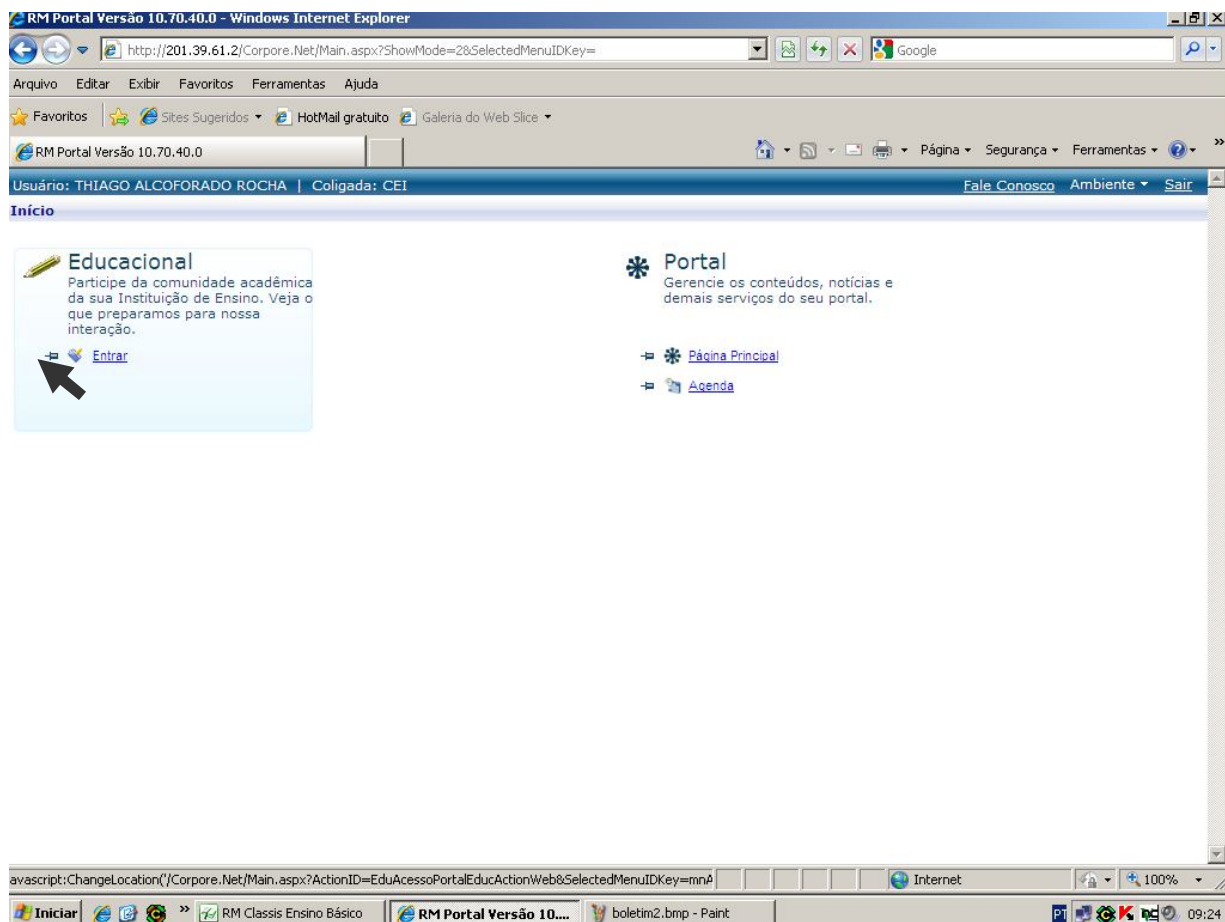 RM Portal Versão 10.70.40.0 - Windows Internet Explorer
http://201.39.61.2/Corpore.Net/Main.aspx?ShowMode=2&SelectedMenuIDKey=
Google
Arquivo Editar Exibir Favoritos Ferramentas Ajuda
Favoritos Sites Sugeridos HotMail gratuito Galeria do Web Slice
RM Portal Versão 10.70.40.0 Página Segurança Ferramentas »
Usuário: THIAGO ALCOFORADO ROCHA | Coligada: CEI Fale Conosco Ambiente Sair
Início
Educacional
Participe da comunidade acadêmica
da sua Instituição de Ensino. Veja o
que preparamos para nossa
interação.
Entrar
Portal
Gerencie os conteúdos, notícias e
demais serviços do seu portal.
Página Principal
Agenda
avascript:ChangeLocation('/Corpore.Net/Main.aspx?ActionID=EduAcessoPortalEducActionWeb&SelectedMenuIDKey=mnA Internet 100%
Iniciar » RM Classis Ensino Básico RM Portal Versão 10.... boletim2.bmp - Paint PT 09:24